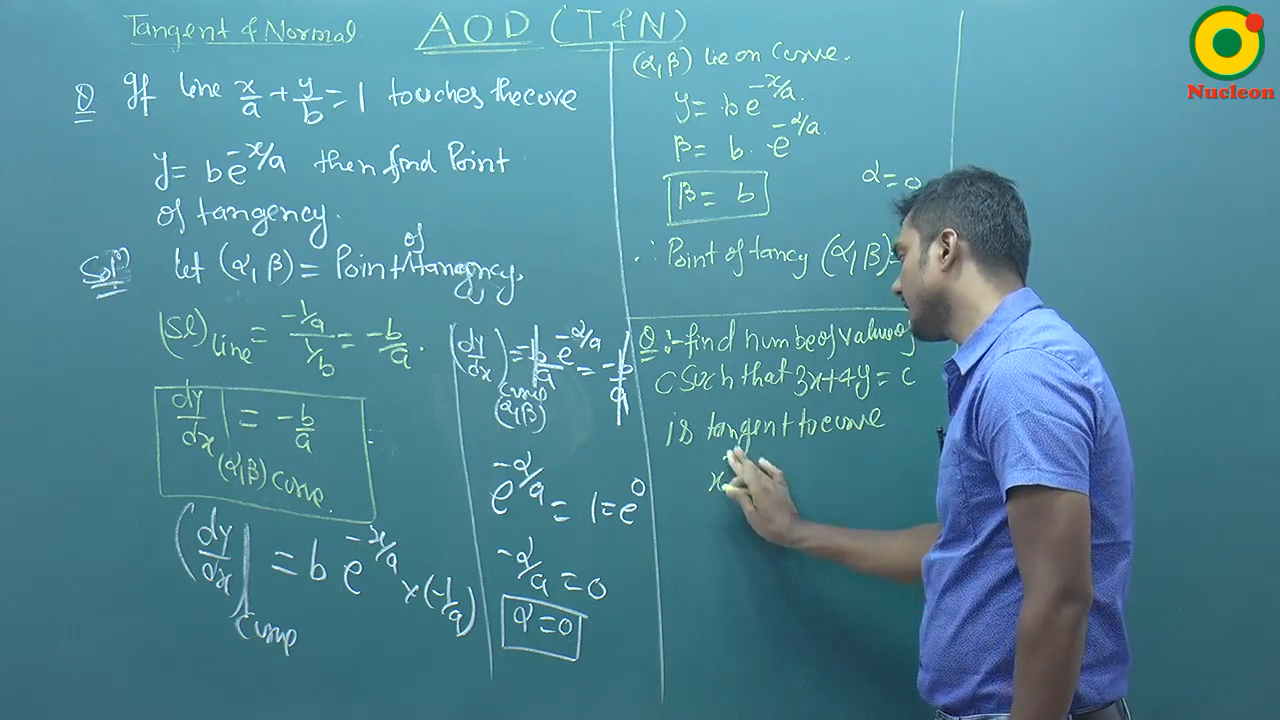 Tangent & Normal
AOD (T & N)
Q If line x/a + y/b = 1 touches the curve
y = be^-x/a then find Point
of tangency.
Sol^n let (α, β) = Point of tangency.
(Sl)line = -1/a / 1/b = -b/a.
dy/dx |(α, β) curve = -b/a
(dy/dx| curve = b e^-x/a × (-1/a)
(dy/dx) curve (α, β) = -b/a e^-α/a = -b/a
e^-α/a = 1 = e^0
-α/a = 0
α = 0
(α, β) lie on curve.
y = b e^-x/a.
β = b. e^-α/a.
α = 0
β = b
∴ Point of tancy (α, β) =
Q :- find numbe of value of
C Such that 3x + 4y = C
is tangent to curve
x
Nucleon